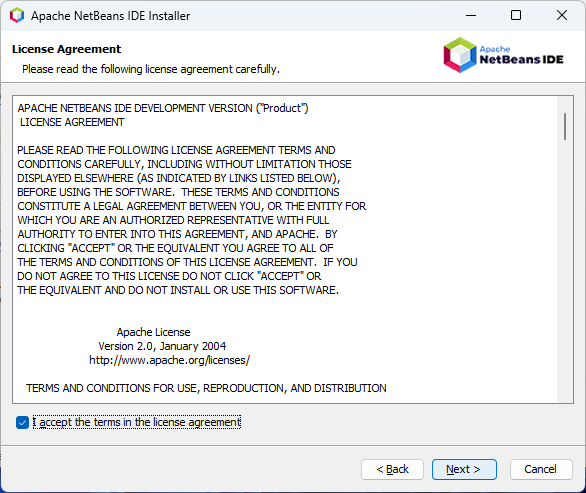 Apache NetBeans IDE Installer
License Agreement
Please read the following license agreement carefully.
Apache
NetBeans IDE
APACHE NETBEANS IDE DEVELOPMENT VERSION ("Product")
LICENSE AGREEMENT
PLEASE READ THE FOLLOWING LICENSE AGREEMENT TERMS AND
CONDITIONS CAREFULLY, INCLUDING WITHOUT LIMITATION THOSE
DISPLAYED ELSEWHERE (AS INDICATED BY LINKS LISTED BELOW),
BEFORE USING THE SOFTWARE.  THESE TERMS AND CONDITIONS
CONSTITUTE A LEGAL AGREEMENT BETWEEN YOU, OR THE ENTITY FOR
WHICH YOU ARE AN AUTHORIZED REPRESENTATIVE WITH FULL
AUTHORITY TO ENTER INTO THIS AGREEMENT, AND APACHE.  BY
CLICKING "ACCEPT" OR THE EQUIVALENT YOU AGREE TO ALL OF
THE TERMS AND CONDITIONS OF THIS LICENSE AGREEMENT.  IF YOU
DO NOT AGREE TO THIS LICENSE DO NOT CLICK "ACCEPT" OR
THE EQUIVALENT AND DO NOT INSTALL OR USE THIS SOFTWARE.
Apache License
Version 2.0, January 2004
http://www.apache.org/licenses/
TERMS AND CONDITIONS FOR USE, REPRODUCTION, AND DISTRIBUTION
I accept the terms in the license agreement
< Back
Next >
Cancel